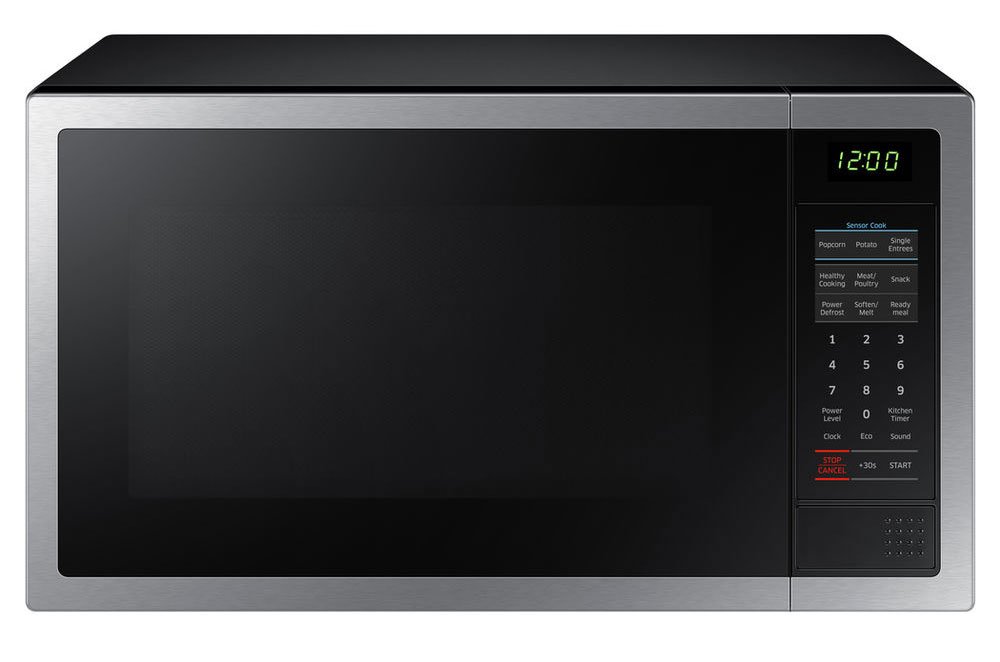 12:00
Sensor Cook
Popcorn Potato Single Entrees
Healthy Cooking Meat/ Poultry Snack
Power Defrost Soften/ Melt Ready meal
1 2 3
4 5 6
7 8 9
Power Level 0 Kitchen Timer
Clock Eco Sound
STOP CANCEL +30s START